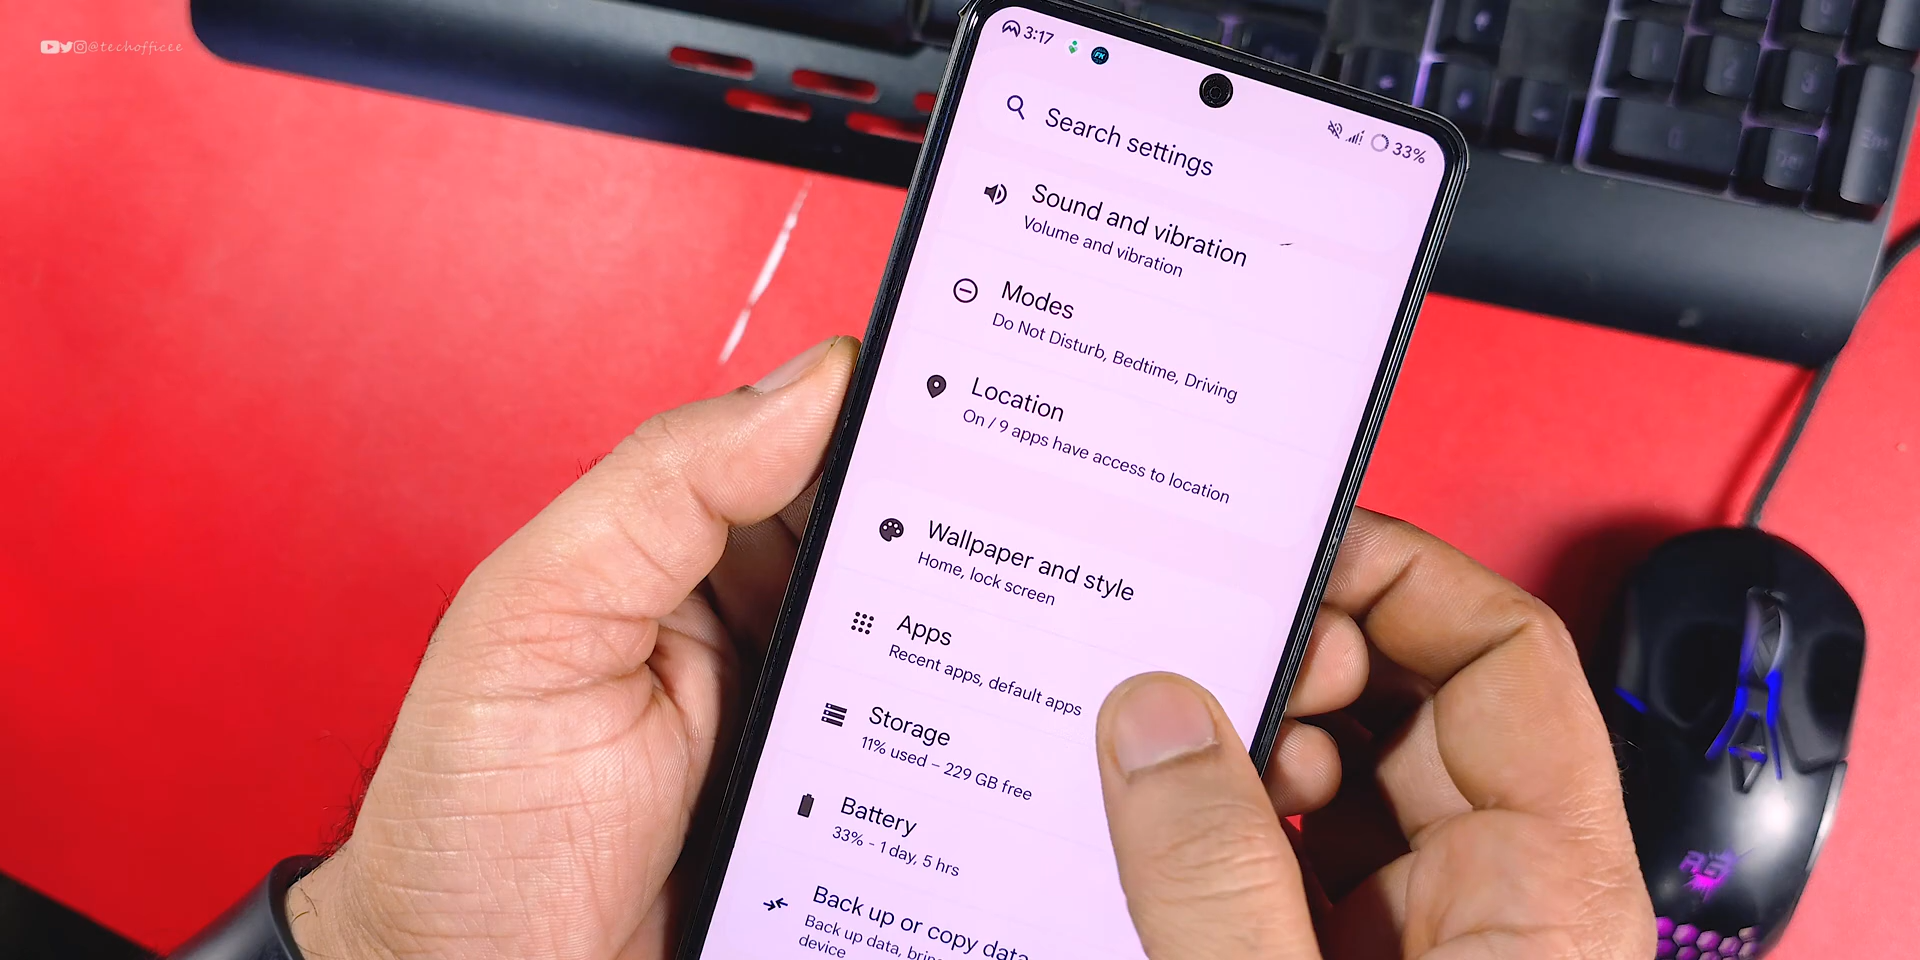 @techofficee
3:17
33%
Search settings
Sound and vibration
Volume and vibration
Modes
Do Not Disturb, Bedtime, Driving
Location
On / 9 apps have access to location
Wallpaper and style
Home, lock screen
Apps
Recent apps, default apps
Storage
11% used – 229 GB free
Battery
33% - 1 day, 5 hrs
Back up or copy data
Back up data,
device